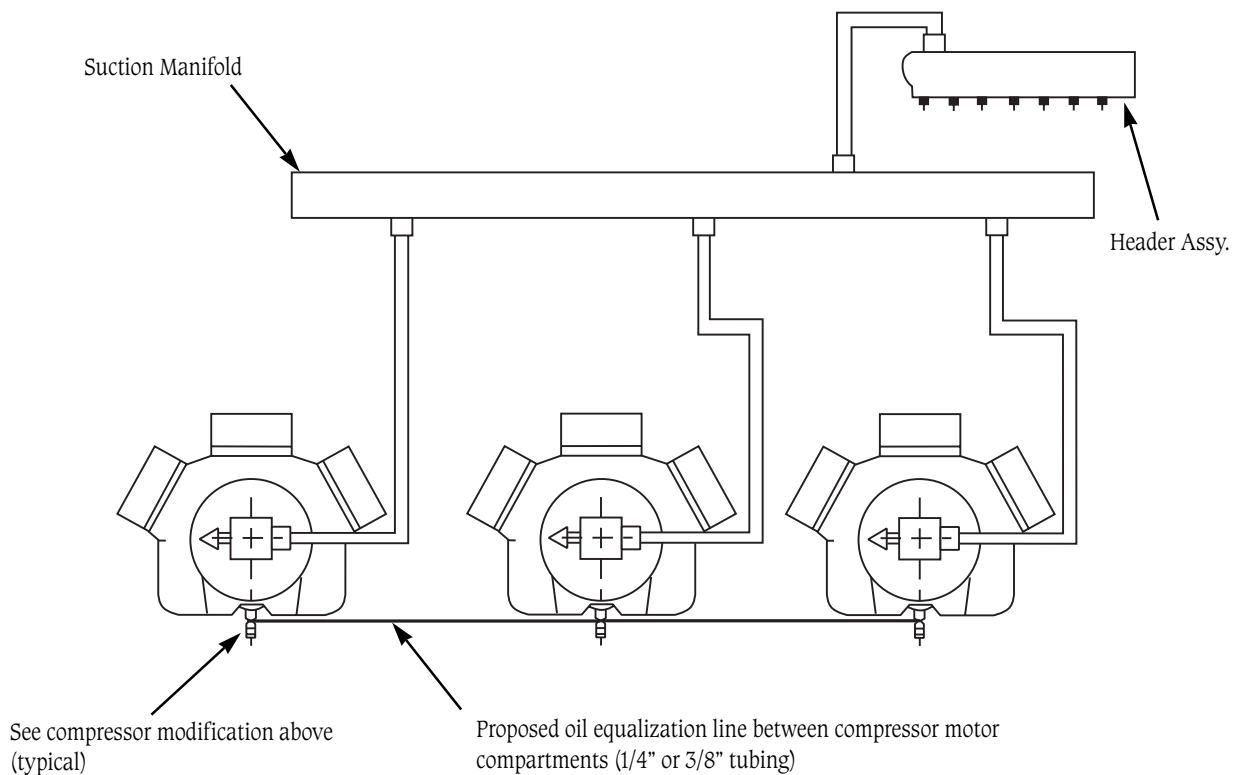 Suction Manifold
Header Assy.
See compressor modification above
(typical)
Proposed oil equalization line between compressor motor
compartments (1/4” or 3/8” tubing)